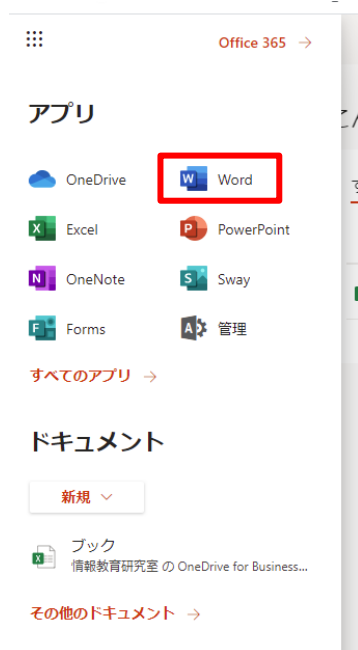 Office 365 →
アプリ
OneDrive
Word
Excel
PowerPoint
OneNote
Sway
Forms
管理
すべてのアプリ →
ドキュメント
新規
ブック
情報教育研究室 の OneDrive for Business...
その他のドキュメント →